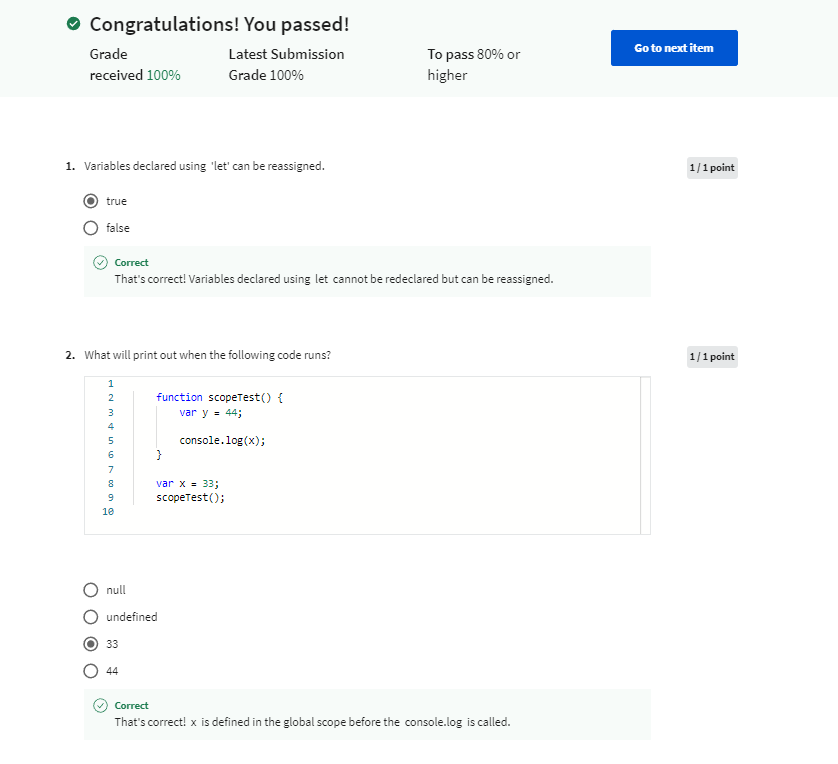 Congratulations! You passed!
Grade received 100%
Latest Submission Grade 100%
To pass 80% or higher
Go to next item
1. Variables declared using 'let' can be reassigned.
1 / 1 point
true
false
Correct
That's correct! Variables declared using let cannot be redeclared but can be reassigned.
2. What will print out when the following code runs?
1 / 1 point
1
2 function scopeTest() {
3 var y = 44;
4
5 console.log(x);
6 }
7
8 var x = 33;
9 scopeTest();
10
null
undefined
33
44
Correct
That's correct! x is defined in the global scope before the console.log is called.